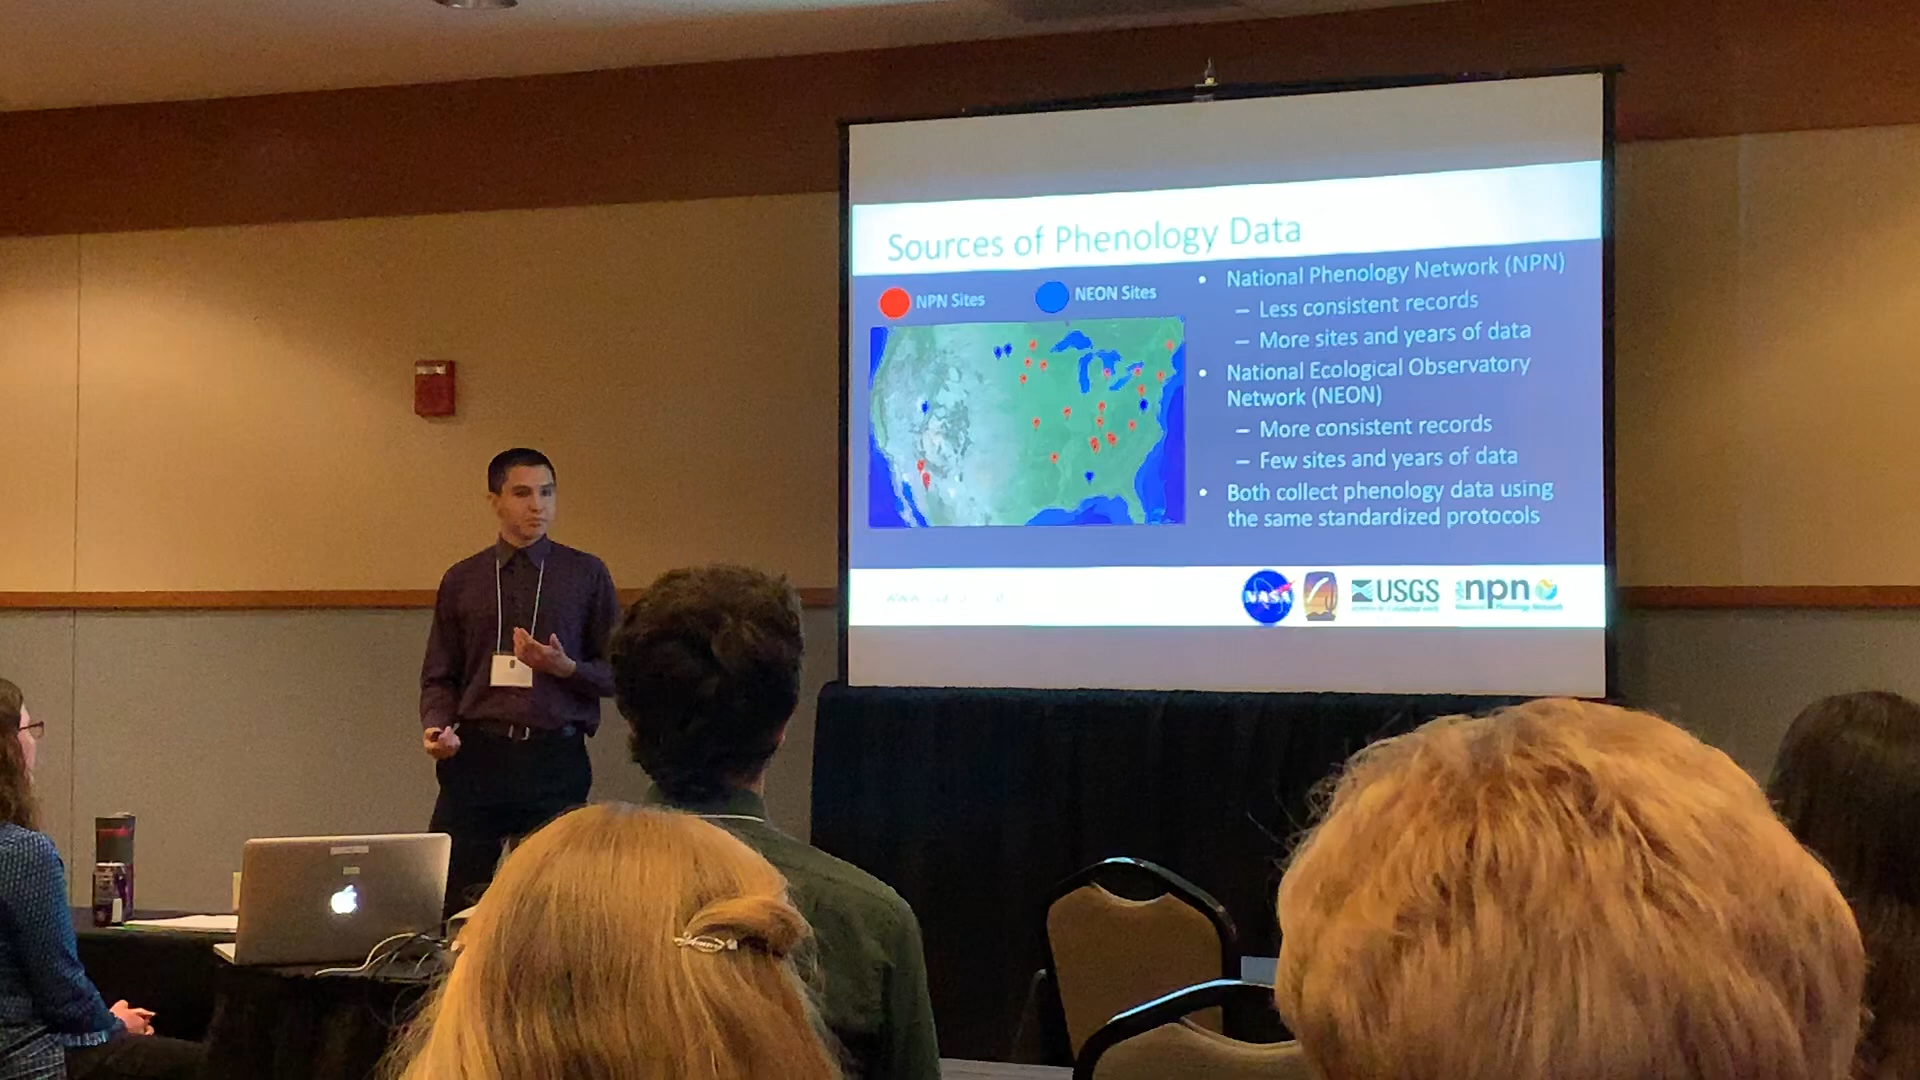 Sources of Phenology Data
NPN Sites
NEON Sites
• National Phenology Network (NPN)
– Less consistent records
– More sites and years of data
• National Ecological Observatory
Network (NEON)
– More consistent records
– Few sites and years of data
• Both collect phenology data using
the same standardized protocols
NASA
USGS
npn